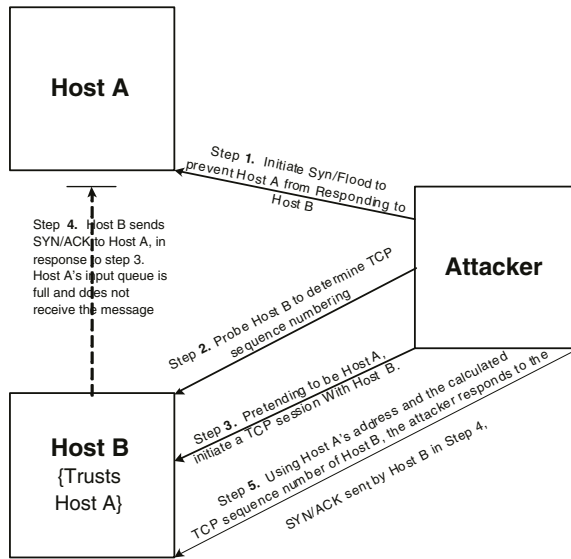 Host A
Step 1. Initiate Syn/Flood to
prevent Host A from Responding to
Host B
Step 4. Host B sends
SYN/ACK to Host A, in
response to step 3.
Host A's input queue is
full and does not
receive the message
Attacker
Step 2. Probe Host B to determine TCP
sequence numbering
Step 3. Pretending to be Host A,
initiate a TCP session With Host B.
Host B
{Trusts
Host A}
Step 5. Using Host A's address and the calculated
TCP sequence number of Host B, the attacker responds to the
SYN/ACK sent by Host B in Step 4,